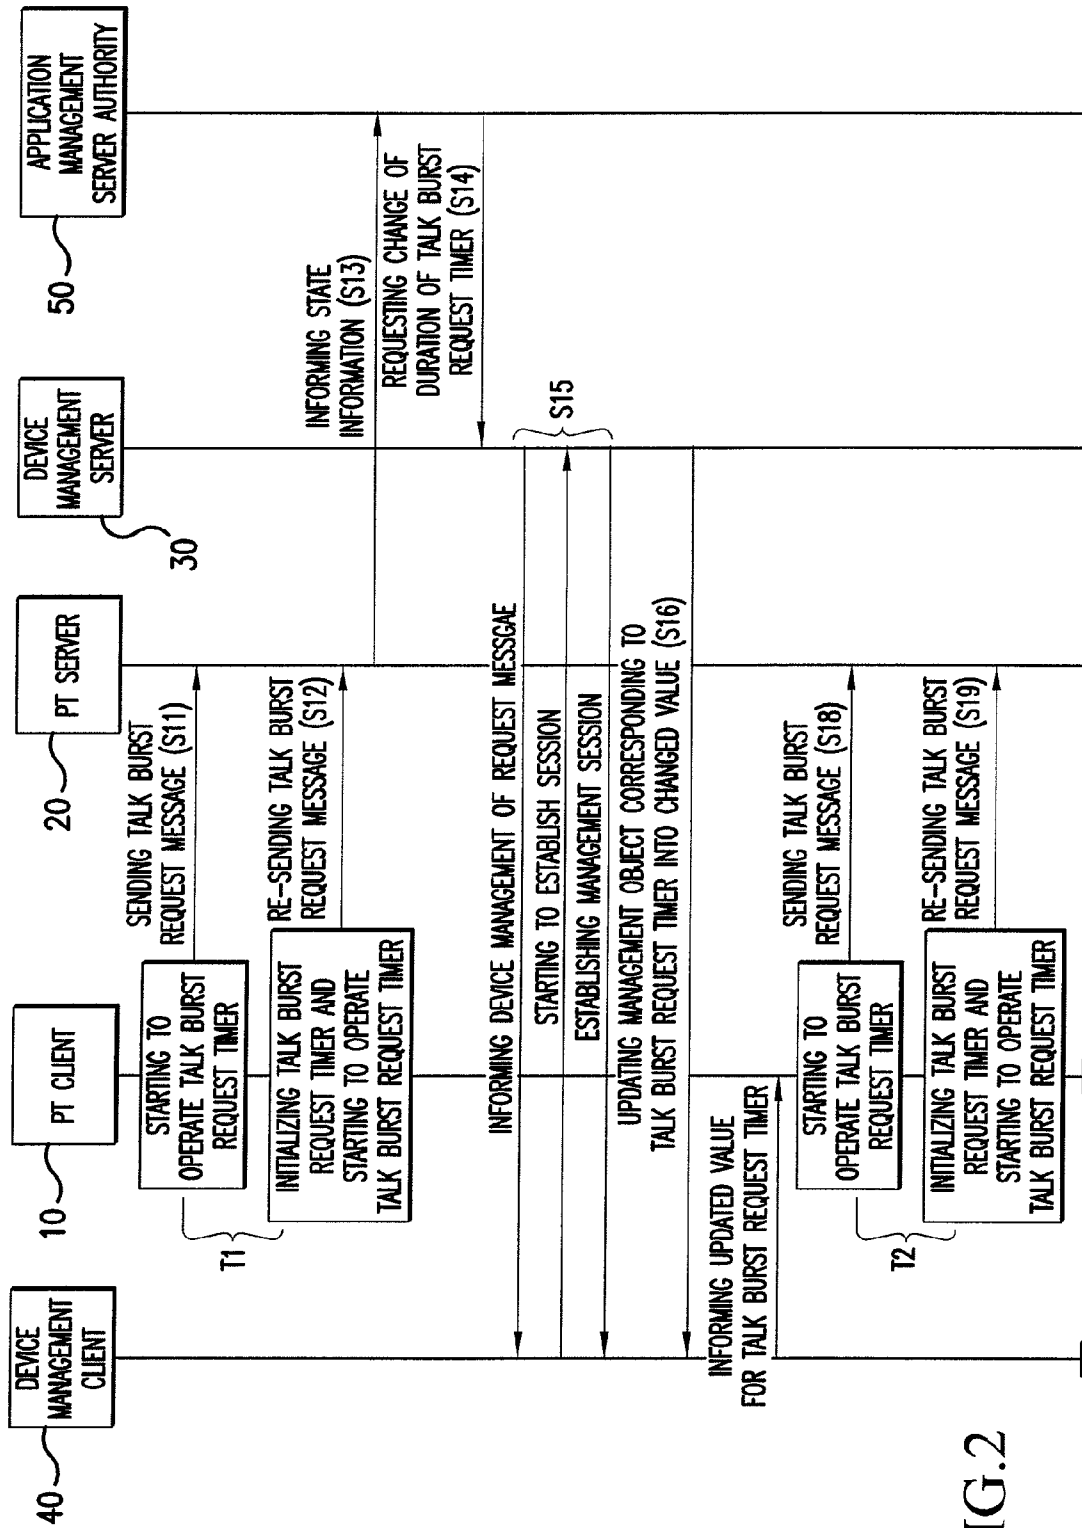 DEVICE
MANAGEMENT
CLIENT
40
PT CLIENT
10
PT SERVER
20
DEVICE
MANAGEMENT
SERVER
30
APPLICATION
MANAGEMENT
SERVER AUTHORITY
50
STARTING TO
OPERATE TALK BURST
REQUEST TIMER
SENDING TALK BURST
REQUEST MESSAGE (S11)
T1
INITIALIZING TALK BURST
REQUEST TIMER AND
STARTING TO OPERATE
TALK BURST REQUEST TIMER
RE-SENDING TALK BURST
REQUEST MESSAGE (S12)
INFORMING STATE
INFORMATION (S13)
REQUESTING CHANGE OF
DURATION OF TALK BURST
REQUEST TIMER (S14)
INFORMING DEVICE MANAGEMENT OF REQUEST MESSGAE
STARTING TO ESTABLISH SESSION
ESTABLISHING MANAGEMENT SESSION
S15
UPDATING MANAGEMENT OBJECT CORRESPONDING TO
TALK BURST REQUEST TIMER INTO CHANGED VALUE (S16)
INFORMING UPDATED VALUE
FOR TALK BURST REQUEST TIMER
STARTING TO
OPERATE TALK BURST
REQUEST TIMER
SENDING TALK BURST
REQUEST MESSAGE (S18)
T2
INITIALIZING TALK BURST
REQUEST TIMER AND
STARTING TO OPERATE
TALK BURST REQUEST TIMER
RE-SENDING TALK BURST
REQUEST MESSAGE (S19)
IG.2